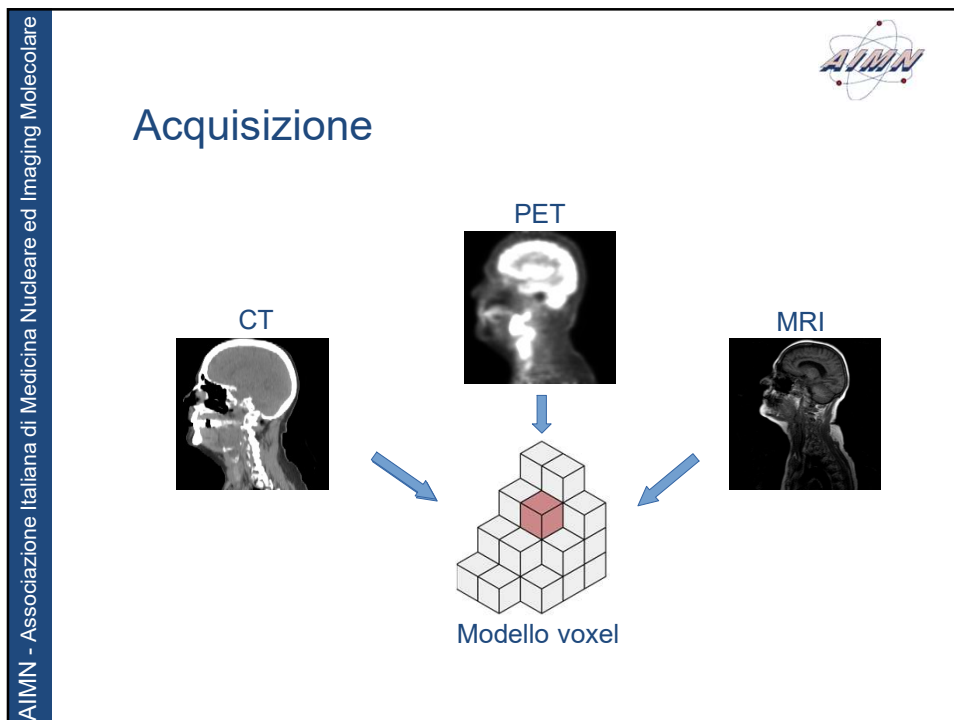 AIMN - Associazione Italiana di Medicina Nucleare ed Imaging Molecolare
AIMN
Acquisizione
PET
CT
MRI
Modello voxel